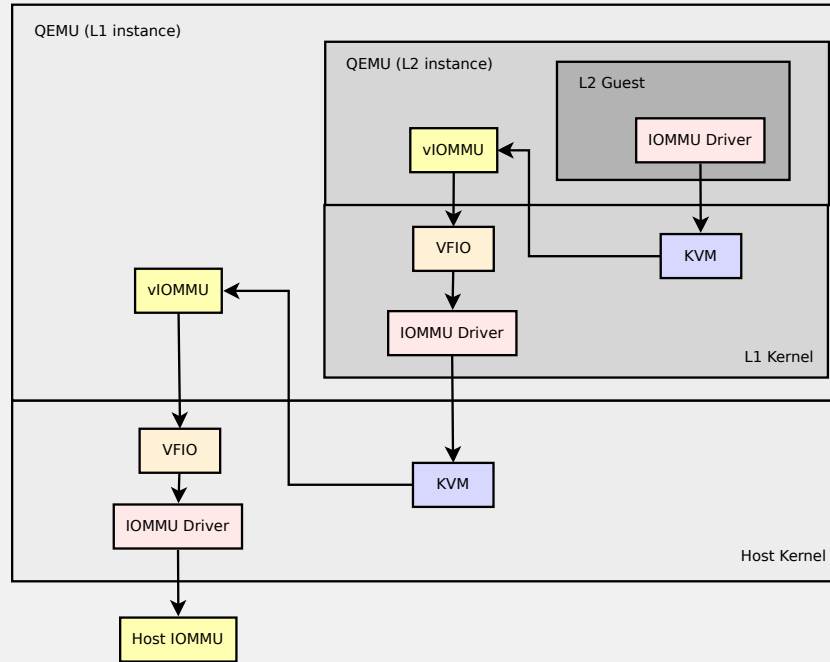 QEMU (L1 instance)
QEMU (L2 instance)
L2 Guest
IOMMU Driver
vIOMMU
VFIO
KVM
vIOMMU
IOMMU Driver
L1 Kernel
VFIO
KVM
IOMMU Driver
Host Kernel
Host IOMMU